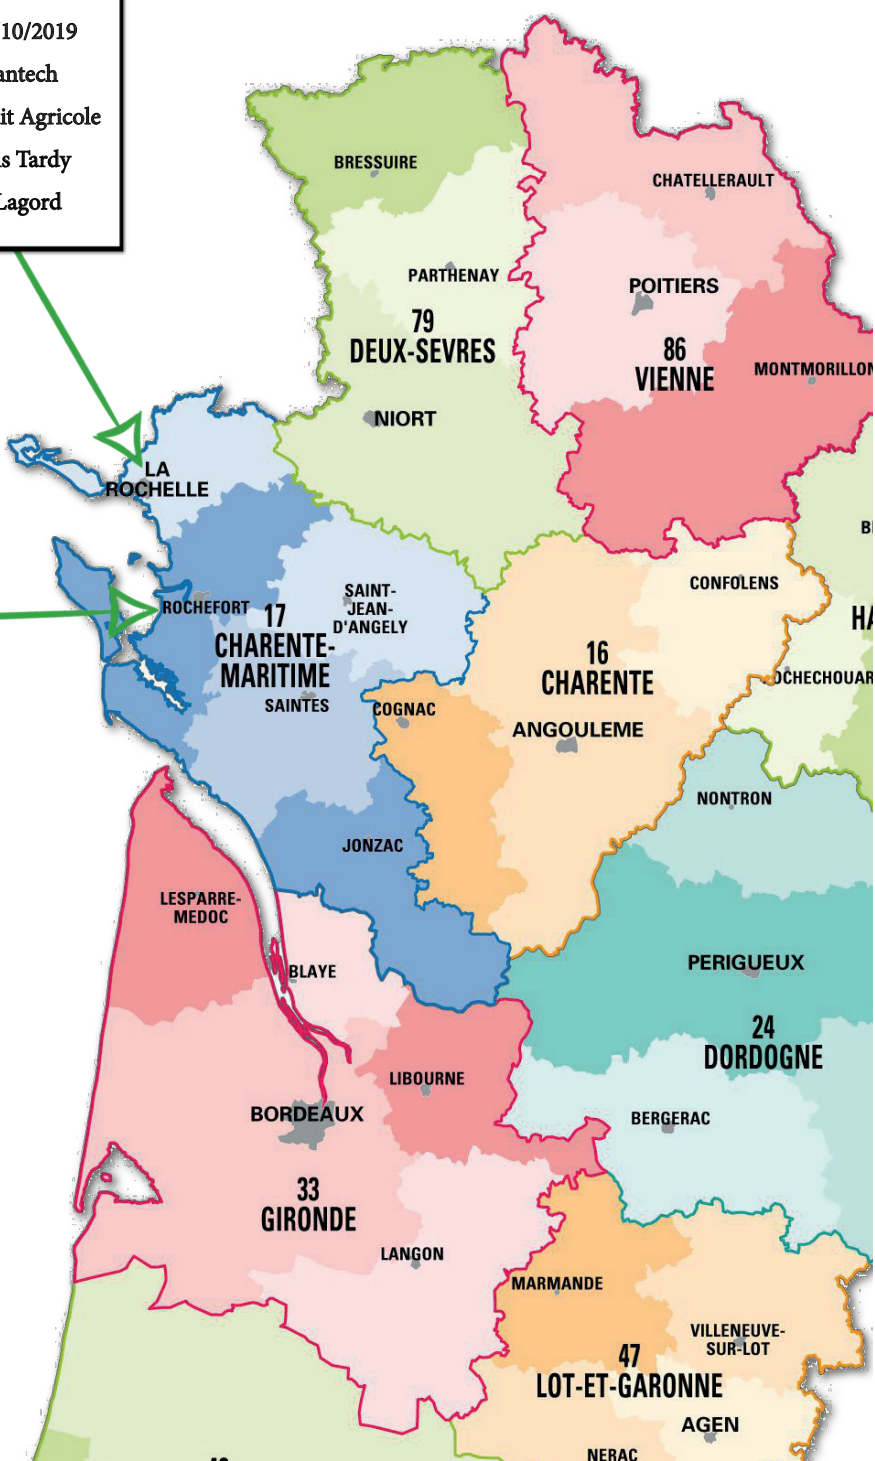 10/2019
antech
it Agricole
s Tardy
Lagord
BRESSUIRE
CHATELLERAULT
PARTHENAY
POITIERS
79
DEUX-SEVRES
86
VIENNE
MONTMORILLON
NIORT
LA
ROCHELLE
CONFOLENS
ROCHEFORT
SAINT-
JEAN-
D'ANGELY
17
CHARENTE-
MARITIME
HA
16
CHARENTE
OCHECHOUAR
SAINTES
COGNAC
ANGOULEME
NONTRON
JONZAC
LESPARRE-
MEDOC
BLAYE
PERIGUEUX
24
DORDOGNE
LIBOURNE
BORDEAUX
BERGERAC
33
GIRONDE
LANGON
MARMANDE
VILLENEUVE-
SUR-LOT
47
LOT-ET-GARONNE
AGEN
NERAC